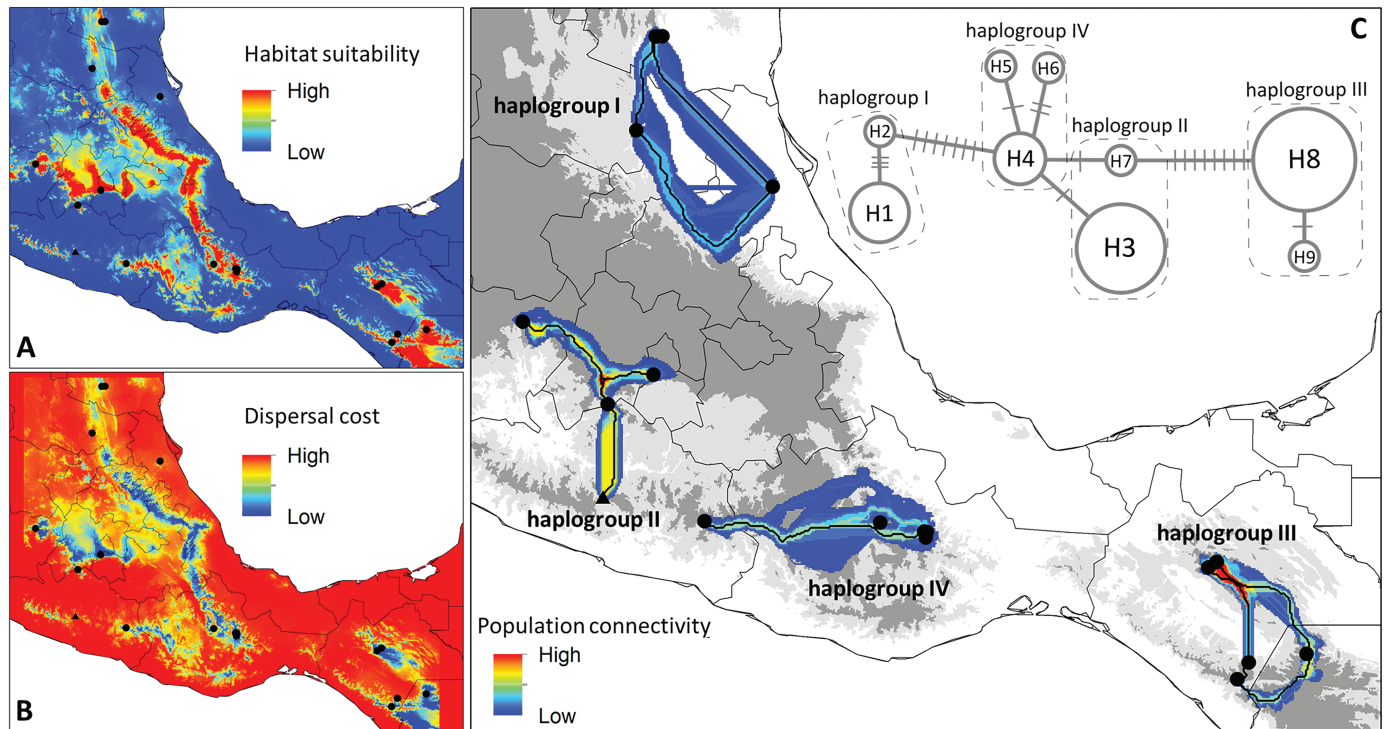 Habitat suitability
High
Low
A
Dispersal cost
High
Low
B
C
haplogroup IV
H5
H6
haplogroup III
haplogroup I
H2
haplogroup II
H4
H7
H8
H1
H3
H9
haplogroup I
haplogroup II
haplogroup III
haplogroup IV
Population connectivity
High
Low